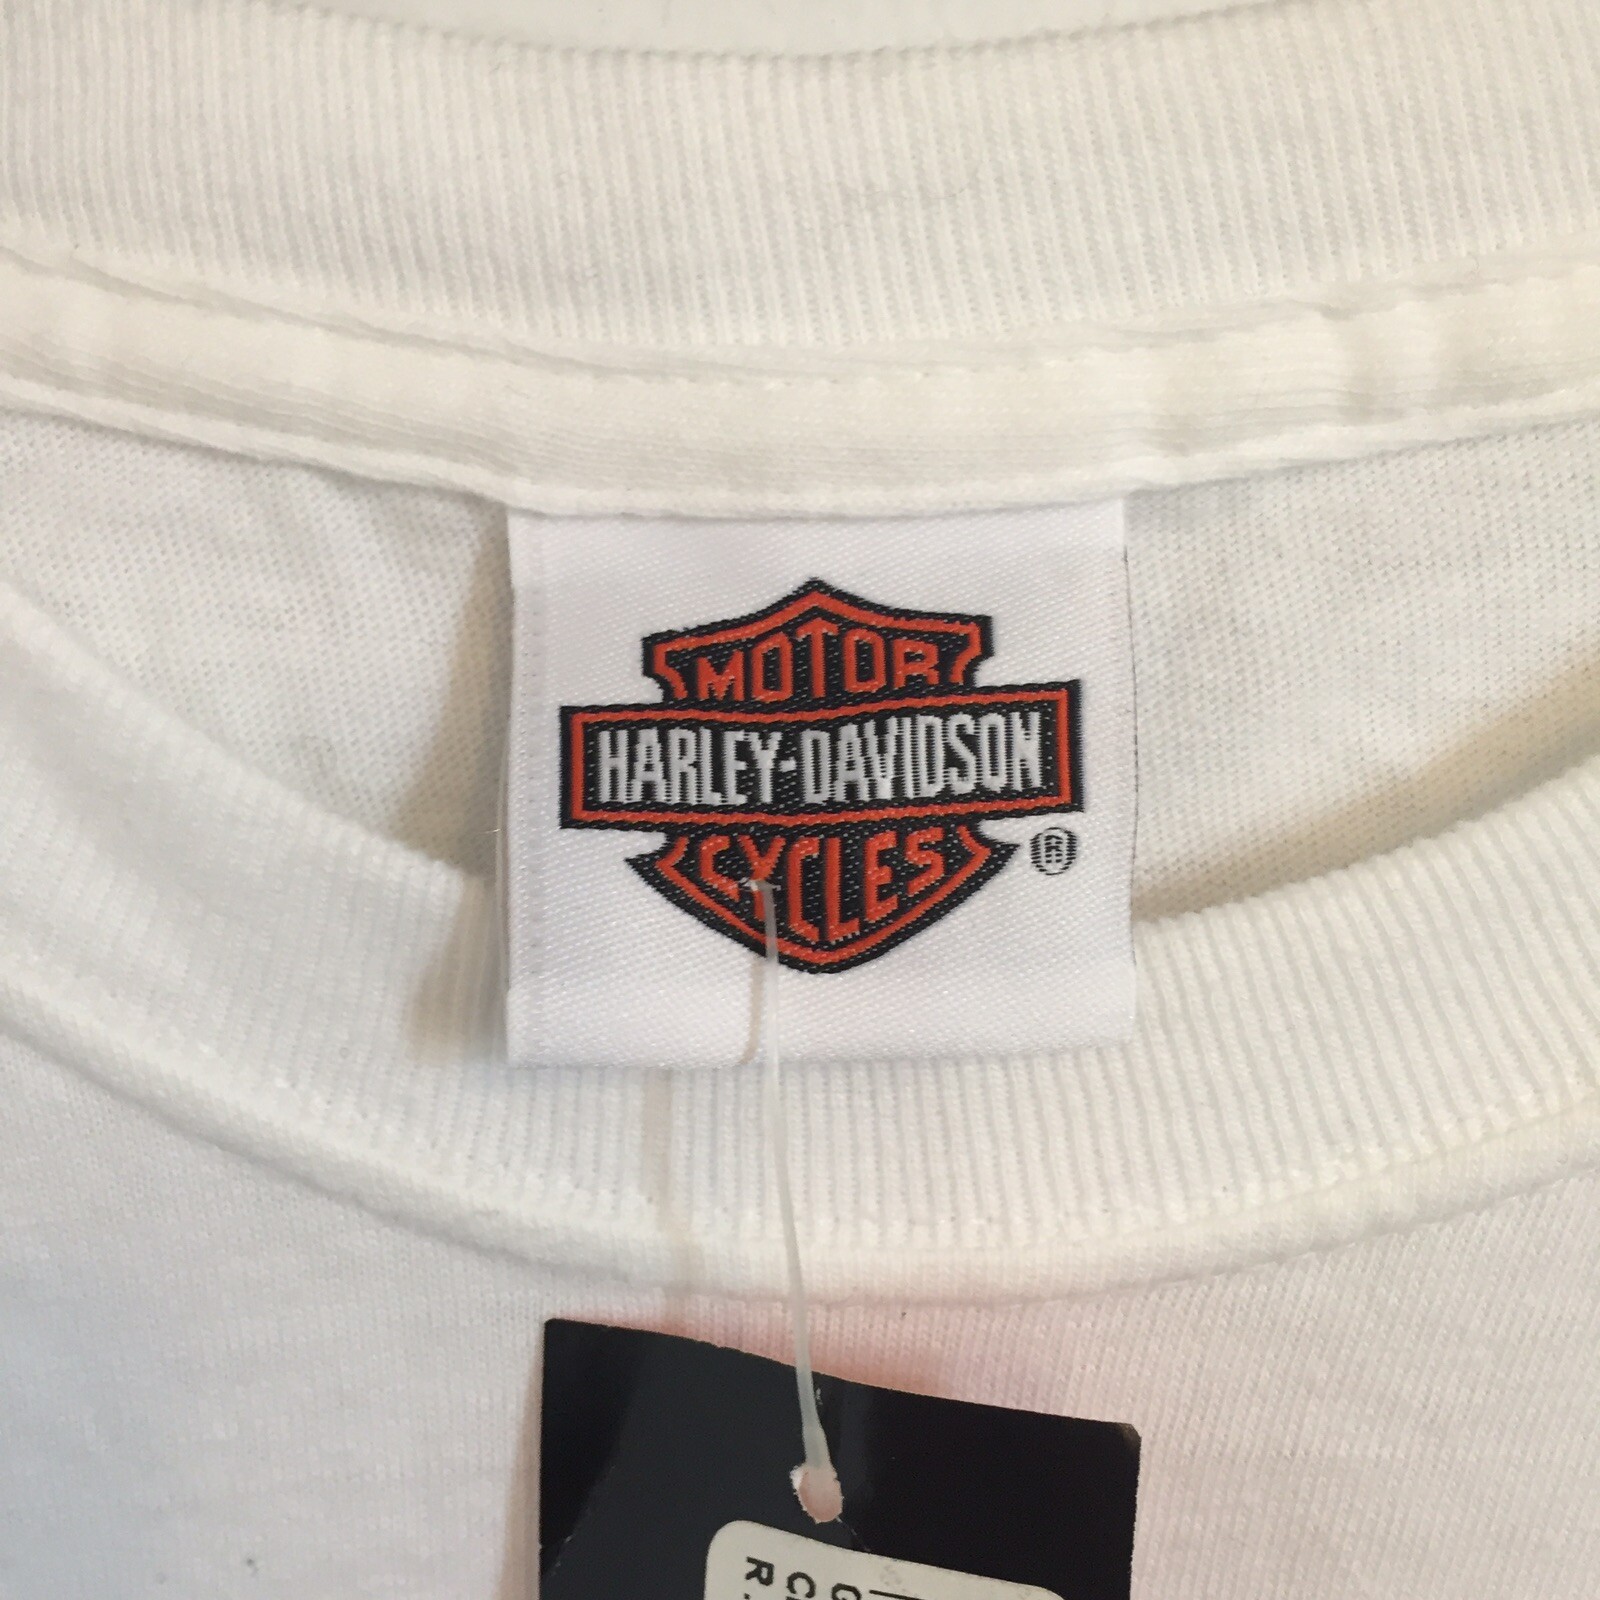 MOTOR
HARLEY-DAVIDSON
CYCLES
®